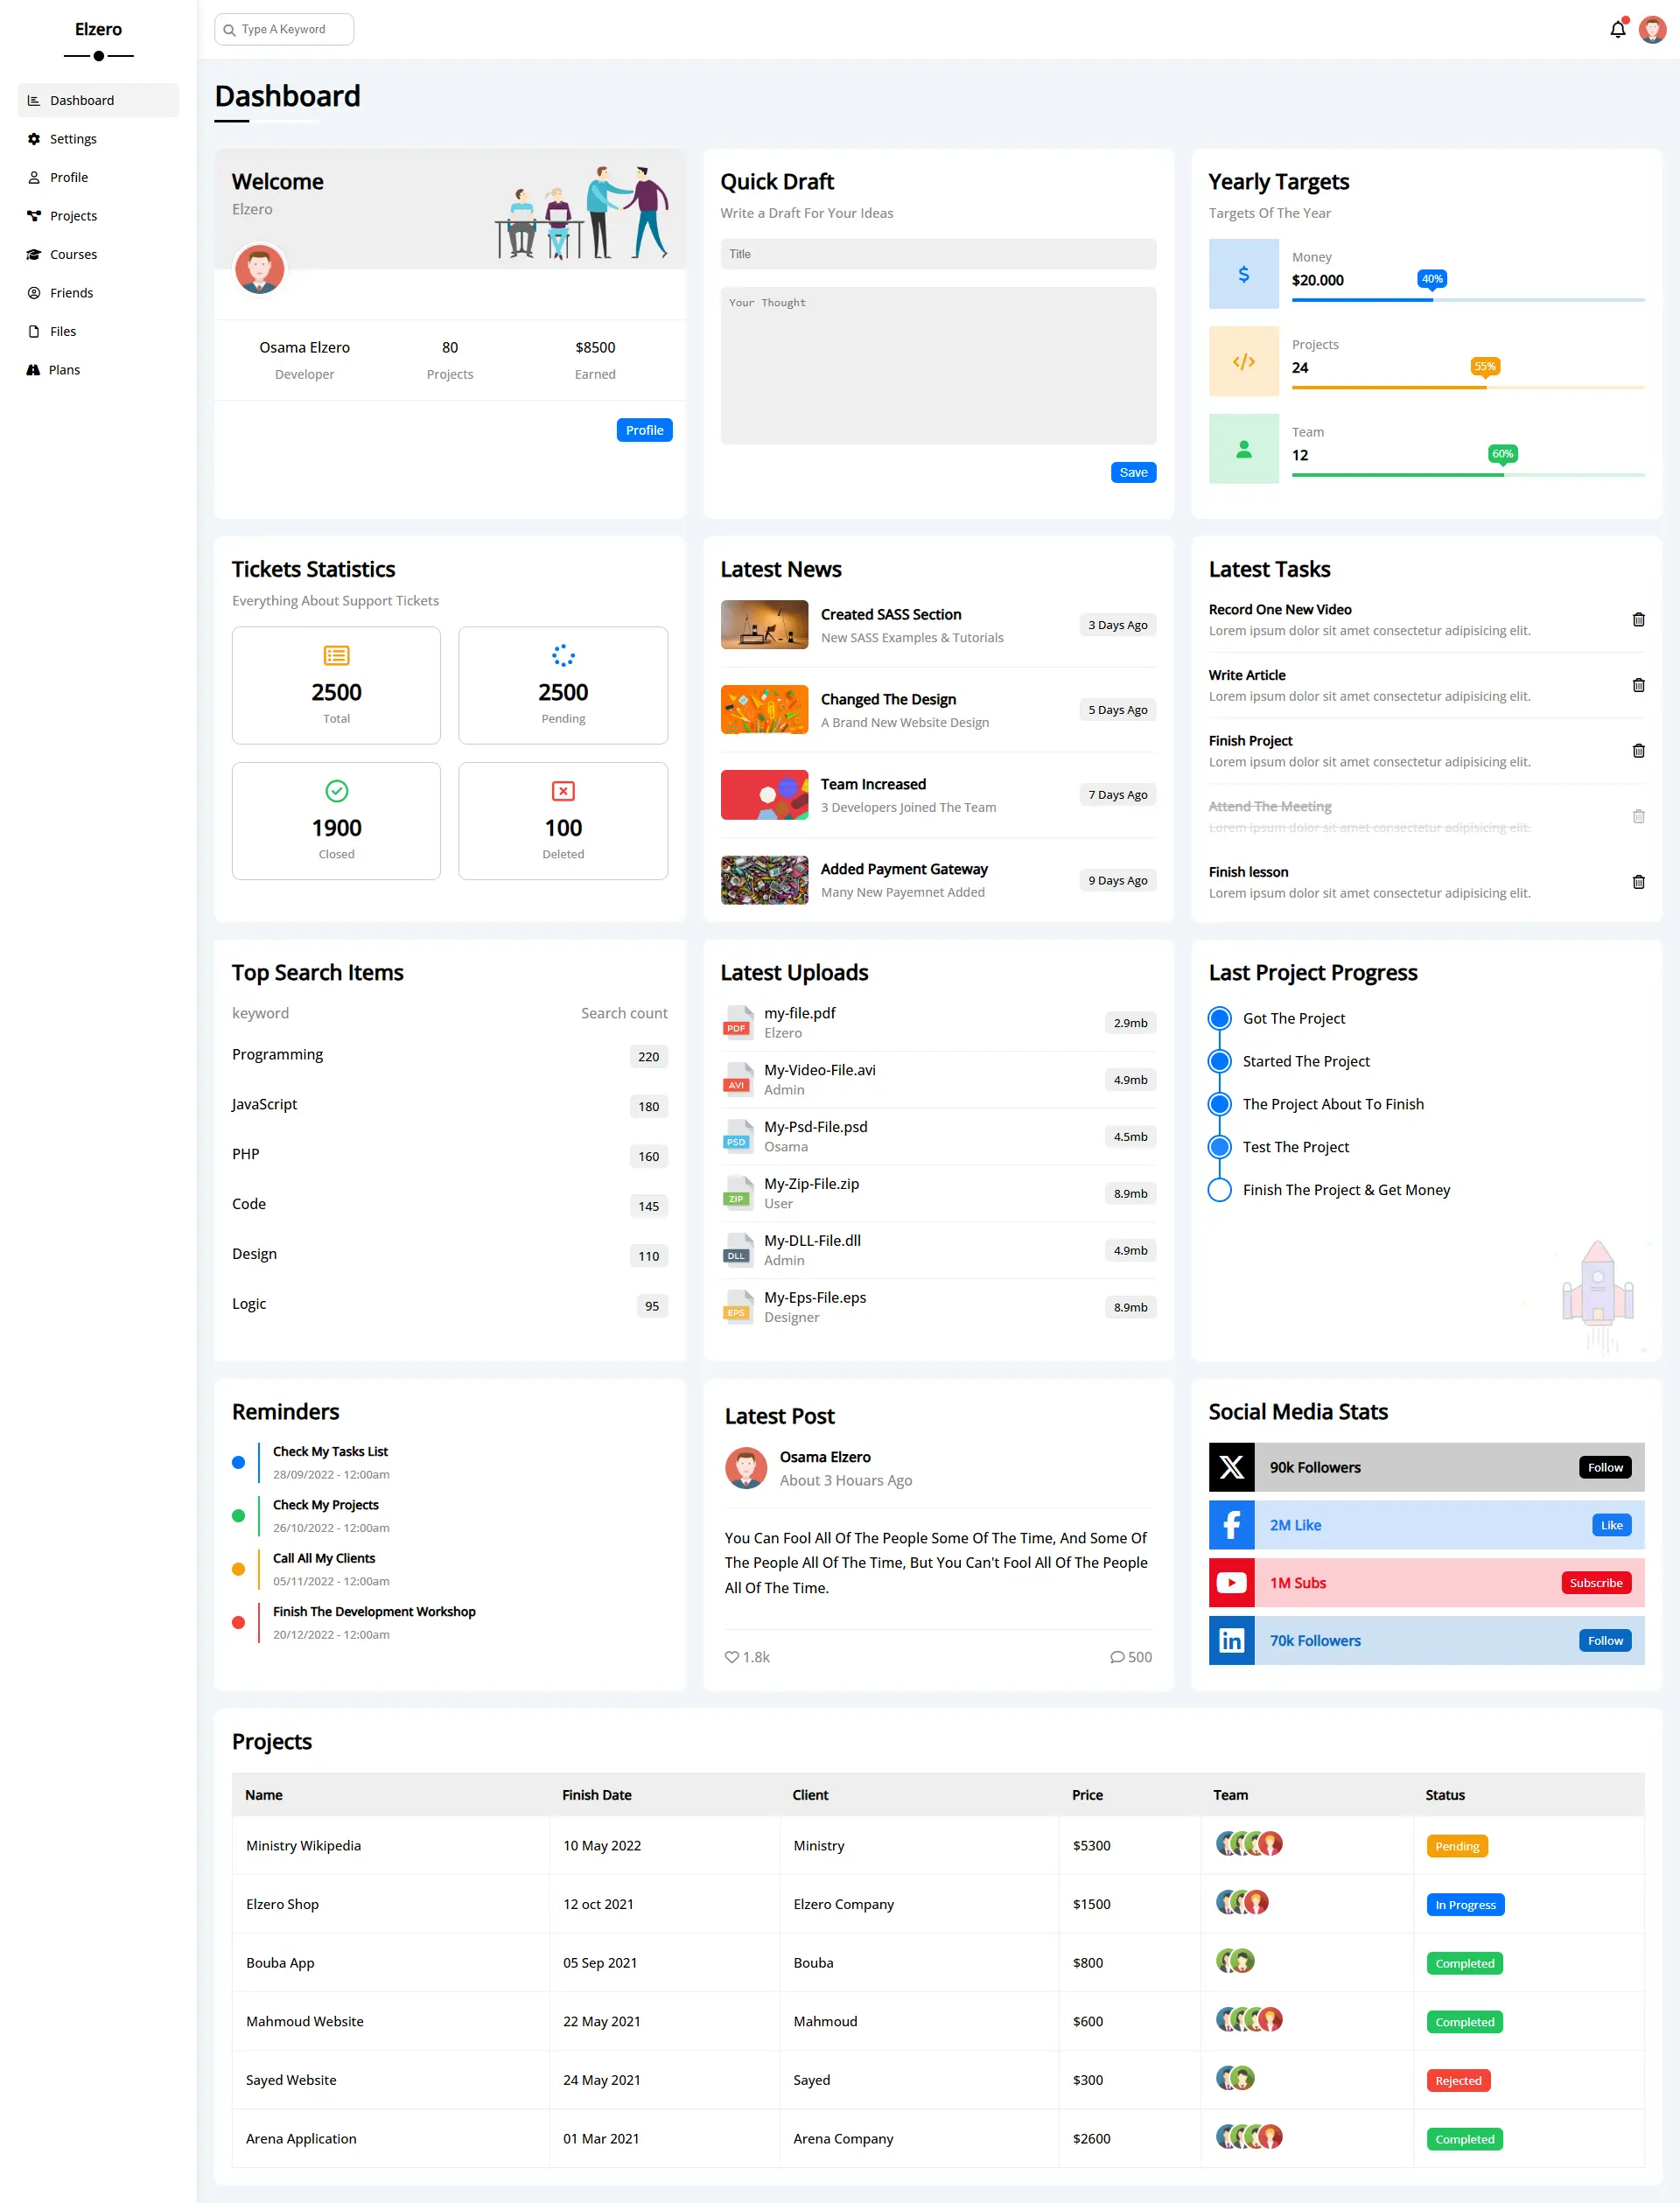 Elzero
Type A Keyword
Dashboard
Settings
Profile
Projects
Courses
Friends
Files
Plans
Dashboard
Welcome
Elzero
Osama Elzero
Developer
80
Projects
$8500
Earned
Profile
Quick Draft
Write a Draft For Your Ideas
Title
Your Thought
Save
Yearly Targets
Targets Of The Year
Money
$20.000
40%
Projects
24
55%
Team
12
60%
Tickets Statistics
Everything About Support Tickets
2500
Total
2500
Pending
1900
Closed
100
Deleted
Latest News
Created SASS Section
New SASS Examples & Tutorials
3 Days Ago
Changed The Design
A Brand New Website Design
5 Days Ago
Team Increased
3 Developers Joined The Team
7 Days Ago
Added Payment Gateway
Many New Payemnet Added
9 Days Ago
Latest Tasks
Record One New Video
Lorem ipsum dolor sit amet consectetur adipisicing elit.
Write Article
Lorem ipsum dolor sit amet consectetur adipisicing elit.
Finish Project
Lorem ipsum dolor sit amet consectetur adipisicing elit.
Attend The Meeting
Lorem ipsum dolor sit amet consectetur adipisicing elit.
Finish lesson
Lorem ipsum dolor sit amet consectetur adipisicing elit.
Top Search Items
keyword Search count
Programming 220
JavaScript 180
PHP 160
Code 145
Design 110
Logic 95
Latest Uploads
PDF
my-file.pdf
Elzero
2.9mb
AVI
My-Video-File.avi
Admin
4.9mb
PSD
My-Psd-File.psd
Osama
4.5mb
ZIP
My-Zip-File.zip
User
8.9mb
DLL
My-DLL-File.dll
Admin
4.9mb
EPS
My-Eps-File.eps
Designer
8.9mb
Last Project Progress
Got The Project
Started The Project
The Project About To Finish
Test The Project
Finish The Project & Get Money
Reminders
Check My Tasks List
28/09/2022 - 12:00am
Check My Projects
26/10/2022 - 12:00am
Call All My Clients
05/11/2022 - 12:00am
Finish The Development Workshop
20/12/2022 - 12:00am
Latest Post
Osama Elzero
About 3 Houars Ago
You Can Fool All Of The People Some Of The Time, And Some Of
The People All Of The Time, But You Can't Fool All Of The People
All Of The Time.
1.8k 500
Social Media Stats
90k Followers Follow
2M Like Like
1M Subs Subscribe
70k Followers Follow
Projects
Name Finish Date Client Price Team Status
Ministry Wikipedia 10 May 2022 Ministry $5300 Pending
Elzero Shop 12 oct 2021 Elzero Company $1500 In Progress
Bouba App 05 Sep 2021 Bouba $800 Completed
Mahmoud Website 22 May 2021 Mahmoud $600 Completed
Sayed Website 24 May 2021 Sayed $300 Rejected
Arena Application 01 Mar 2021 Arena Company $2600 Completed